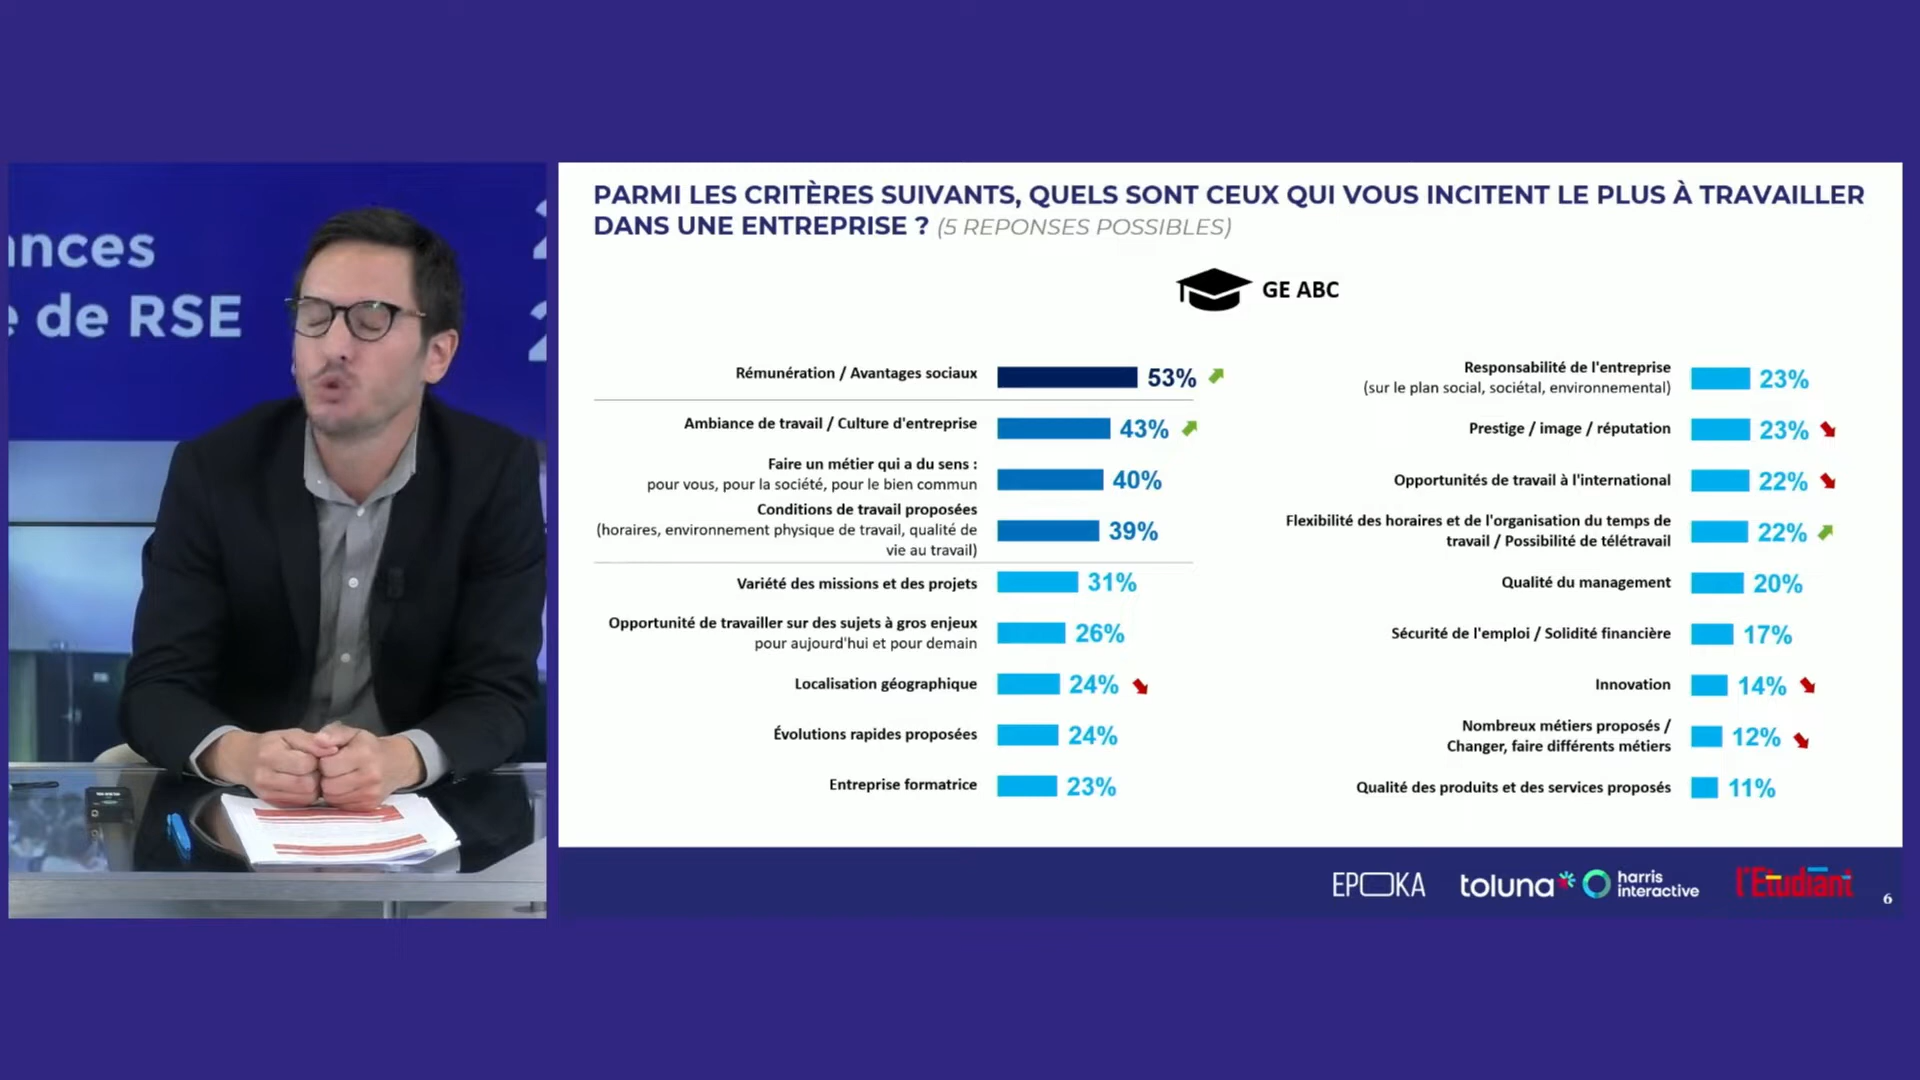 nces
de RSE
PARMI LES CRITÈRES SUIVANTS, QUELS SONT CEUX QUI VOUS INCITENT LE PLUS À TRAVAILLER
DANS UNE ENTREPRISE ? (5 REPONSES POSSIBLES)
GE ABC
Rémunération / Avantages sociaux 53%
Ambiance de travail / Culture d'entreprise 43%
Faire un métier qui a du sens :
pour vous, pour la société, pour le bien commun 40%
Conditions de travail proposées
(horaires, environnement physique de travail, qualité de 39%
vie au travail)
Variété des missions et des projets 31%
Opportunité de travailler sur des sujets à gros enjeux 26%
pour aujourd'hui et pour demain
Localisation géographique 24%
Évolutions rapides proposées 24%
Entreprise formatrice 23%
Responsabilité de l'entreprise 23%
(sur le plan social, sociétal, environnemental)
Prestige / image / réputation 23%
Opportunités de travail à l'international 22%
Flexibilité des horaires et de l'organisation du temps de 22%
travail / Possibilité de télétravail
Qualité du management 20%
Sécurité de l'emploi / Solidité financière 17%
Innovation 14%
Nombreux métiers proposés / 12%
Changer, faire différents métiers
Qualité des produits et des services proposés 11%
EPOKA
toluna
harris
interactive
l'Etudiant
6